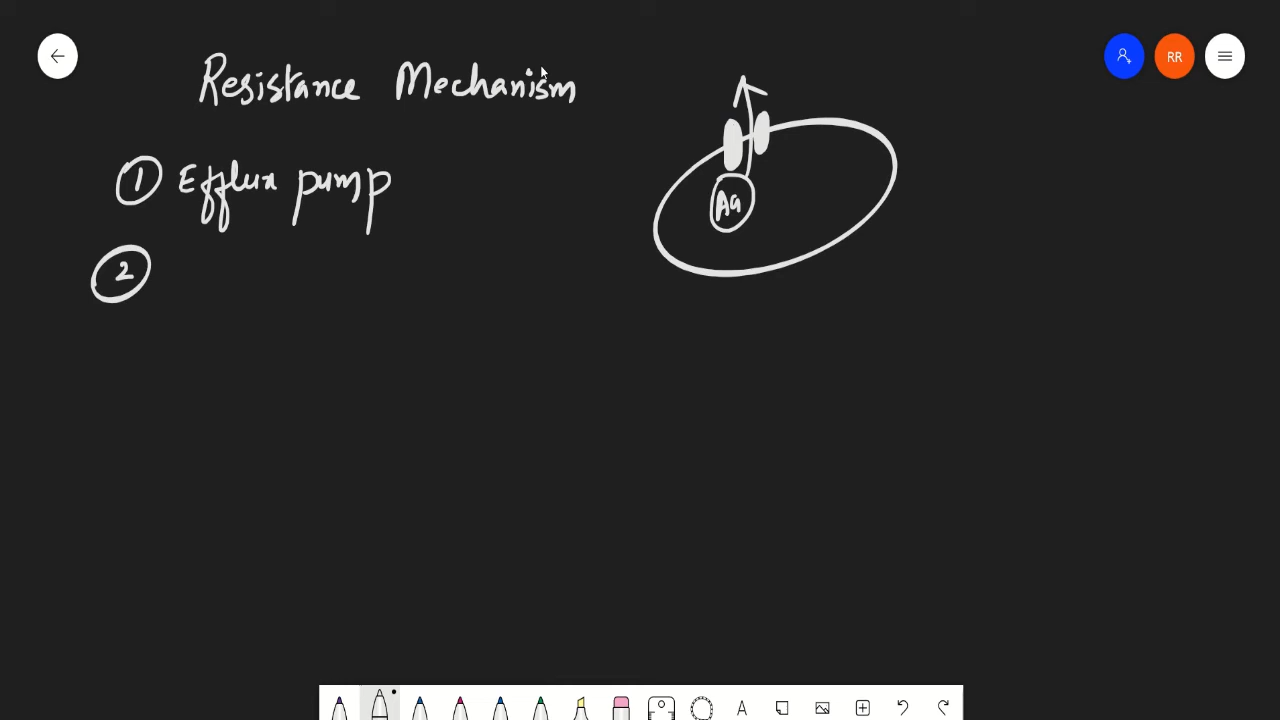 Resistance Mechanism
RR
① Efflux pump
AG
②